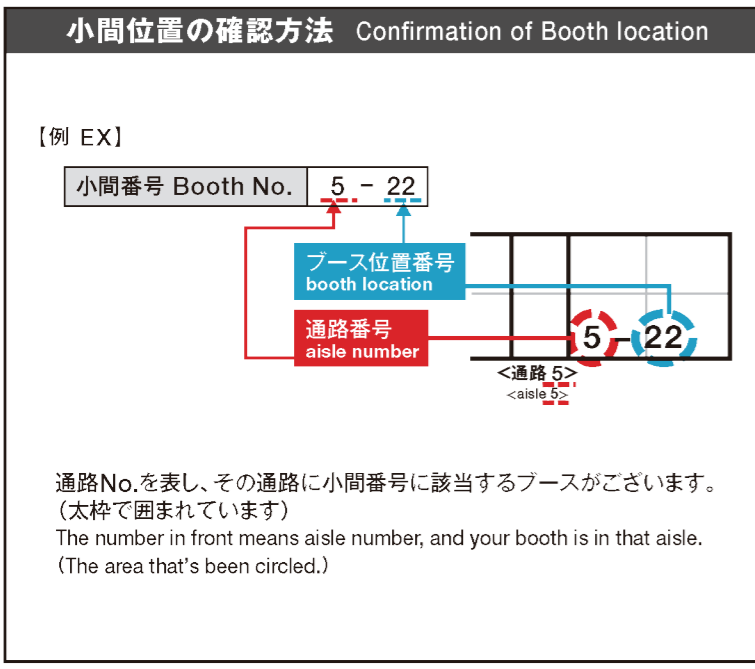 小間位置の確認方法 Confirmation of Booth location
【例 EX】
小間番号 Booth No. 5 - 22
ブース位置番号
booth location
通路番号
aisle number
5 - 22
<通路 5>
<aisle 5>
通路No.を表し、その通路に小間番号に該当するブースがございます。
（太枠で囲まれています）
The number in front means aisle number, and your booth is in that aisle.
（The area that's been circled.）